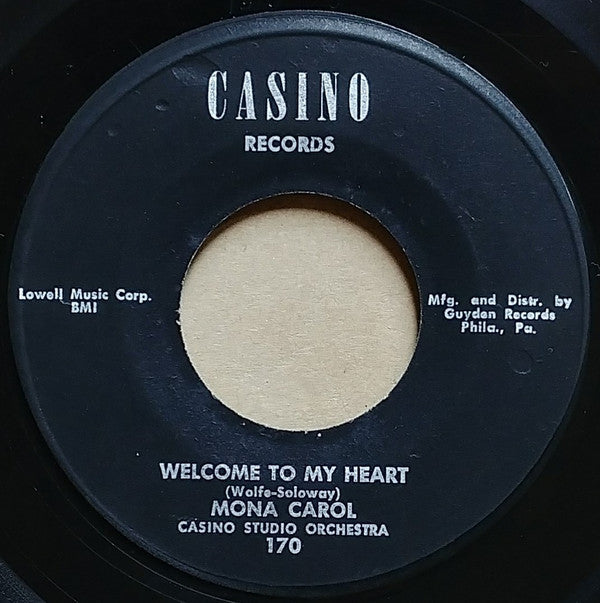 CASINO
RECORDS
Lowell Music Corp.
BMI
Mfg. and Distr. by
Guyden Records
Phila., Pa.
WELCOME TO MY HEART
(Wolfe-Soloway)
MONA CAROL
CASINO STUDIO ORCHESTRA
170